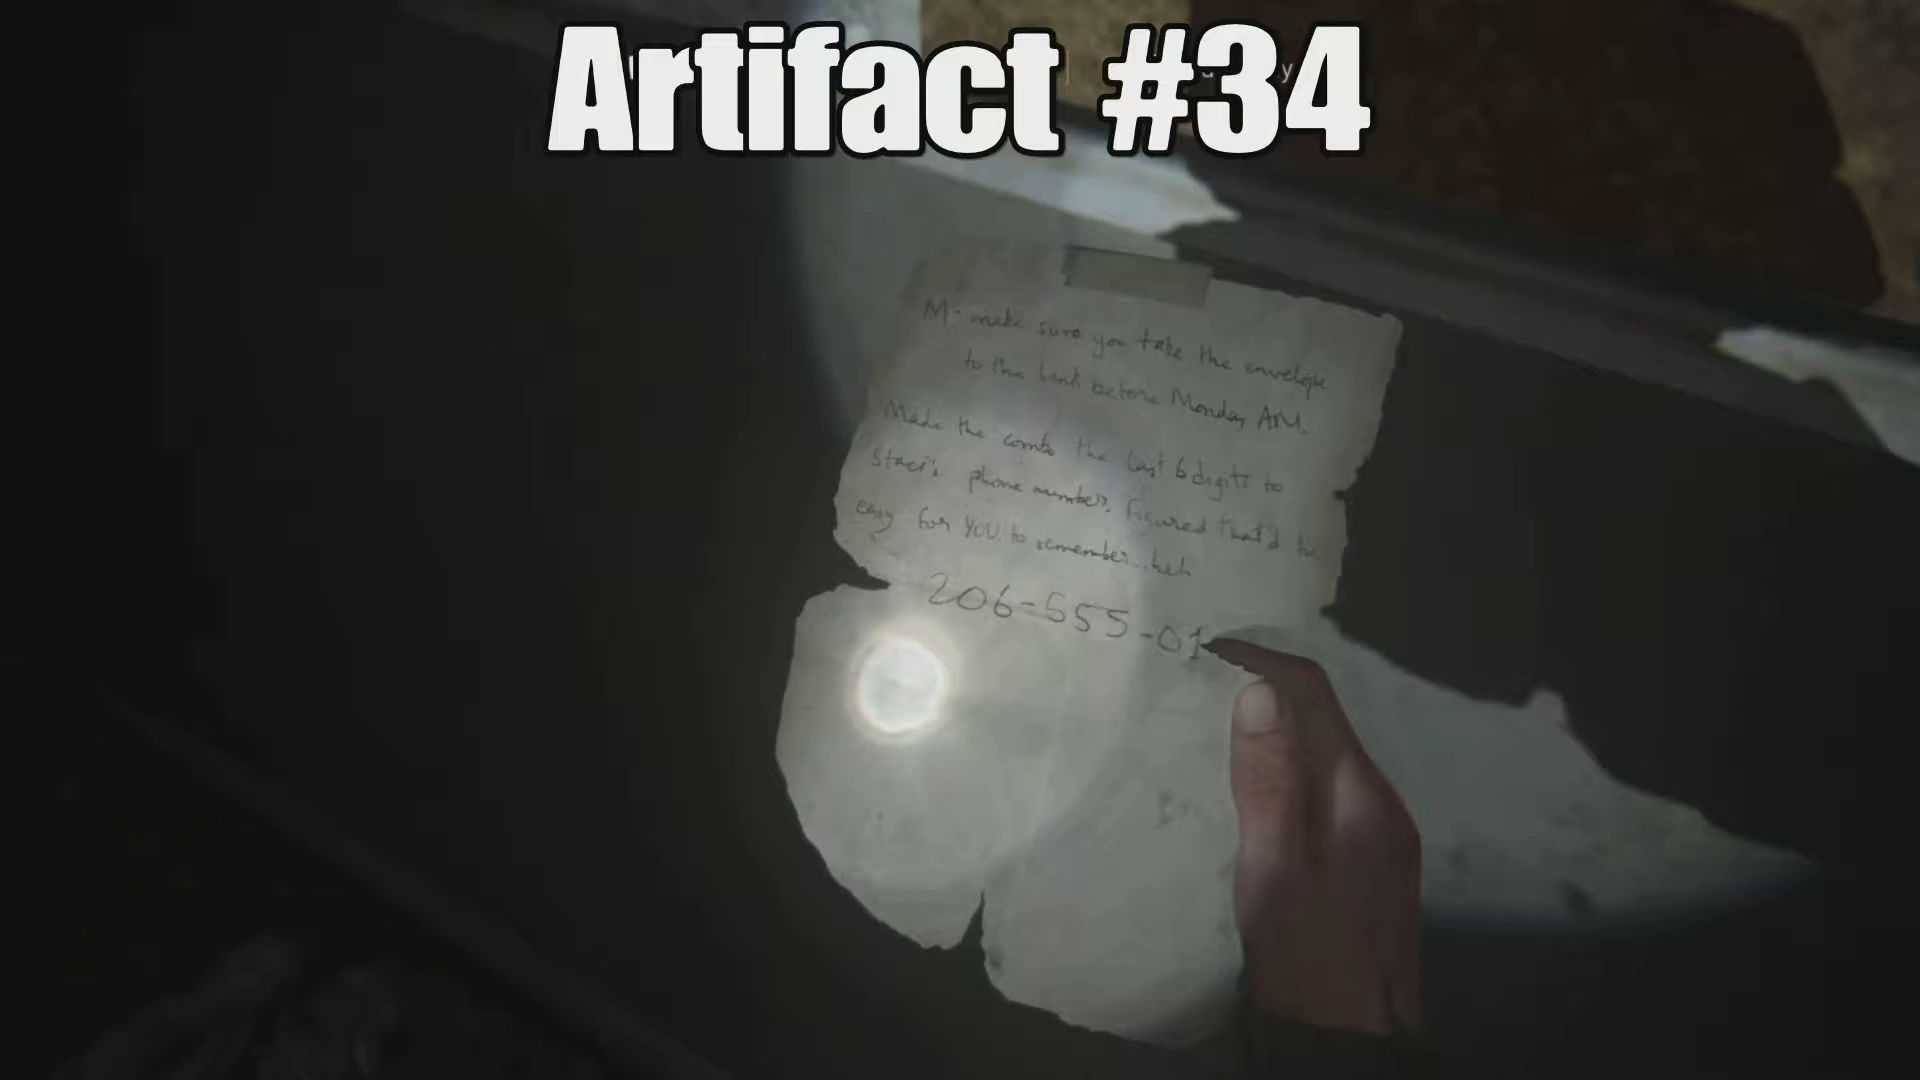 Artifact #34
M- make sure you take the envelope
to the bank before Monday AM.
Made the combo the last 6 digits to
Staci's phone number. Figured that'd be
easy for YOU to remember...heh
206-555-01